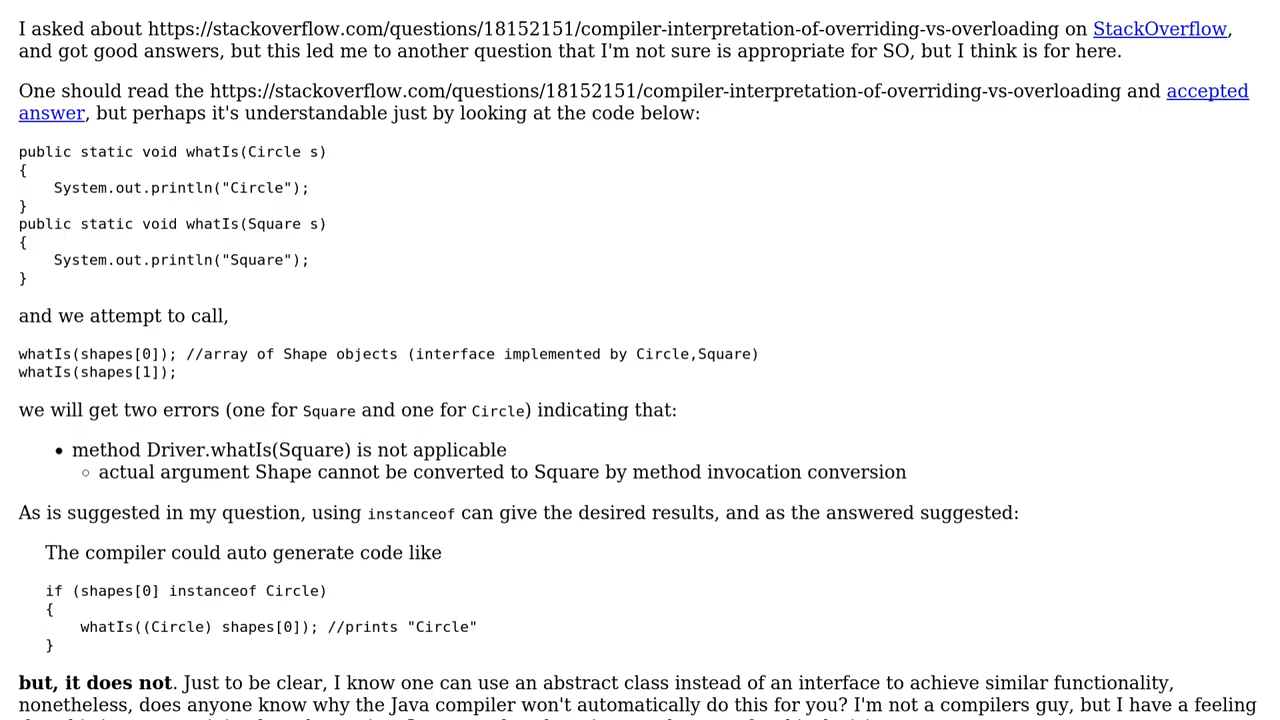 I asked about https://stackoverflow.com/questions/18152151/compiler-interpretation-of-overriding-vs-overloading on StackOverflow,
and got good answers, but this led me to another question that I'm not sure is appropriate for SO, but I think is for here.
One should read the https://stackoverflow.com/questions/18152151/compiler-interpretation-of-overriding-vs-overloading and accepted
answer, but perhaps it's understandable just by looking at the code below:
public static void whatIs(Circle s)
{
    System.out.println("Circle");
}
public static void whatIs(Square s)
{
    System.out.println("Square");
}
and we attempt to call,
whatIs(shapes[0]); //array of Shape objects (interface implemented by Circle,Square)
whatIs(shapes[1]);
we will get two errors (one for Square and one for Circle) indicating that:
• method Driver.whatIs(Square) is not applicable
◦ actual argument Shape cannot be converted to Square by method invocation conversion
As is suggested in my question, using instanceof can give the desired results, and as the answered suggested:
The compiler could auto generate code like
if (shapes[0] instanceof Circle)
{
    whatIs((Circle) shapes[0]); //prints "Circle"
}
but, it does not. Just to be clear, I know one can use an abstract class instead of an interface to achieve similar functionality,
nonetheless, does anyone know why the Java compiler won't automatically do this for you? I'm not a compilers guy, but I have a feeling